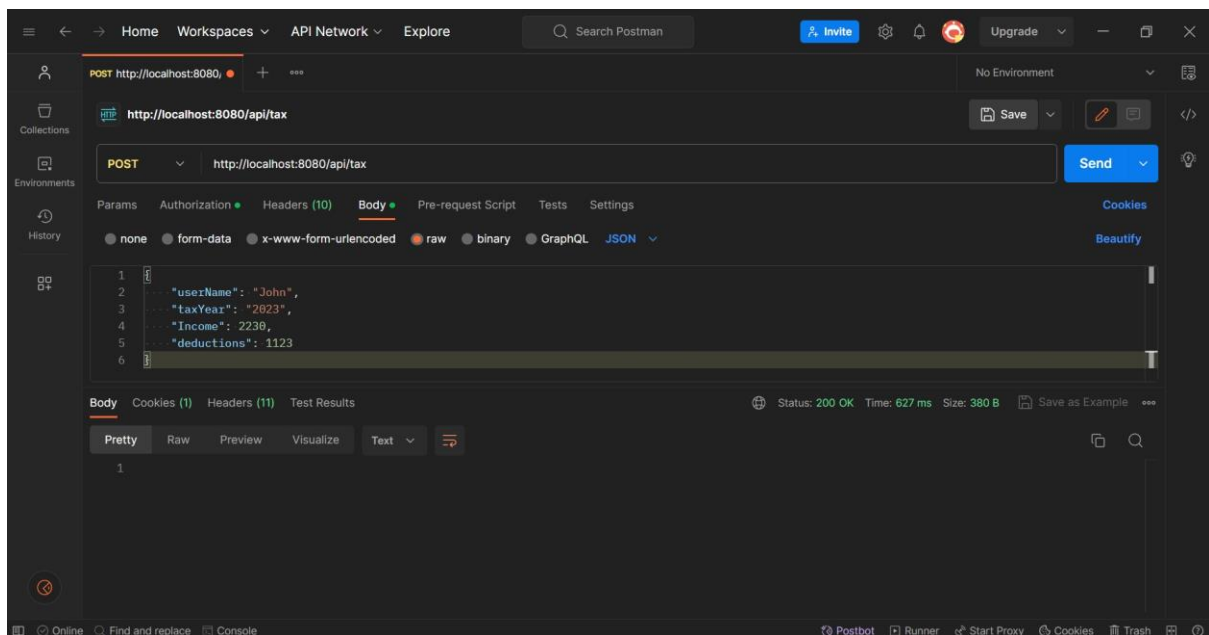 Home Workspaces API Network Explore Search Postman Invite Upgrade
POST http://localhost:8080/ No Environment
HTTP http://localhost:8080/api/tax Save
Collections
POST http://localhost:8080/api/tax Send
Environments
Params Authorization Headers (10) Body Pre-request Script Tests Settings Cookies
History
none form-data x-www-form-urlencoded raw binary GraphQL JSON Beautify
1 {
2 "userName": "John",
3 "taxYear": "2023",
4 "Income": 2230,
5 "deductions": 1123
6 }
Body Cookies (1) Headers (11) Test Results Status: 200 OK Time: 627 ms Size: 380 B Save as Example
Pretty Raw Preview Visualize Text
1
Online Find and replace Console Postbot Runner Start Proxy Cookies Trash